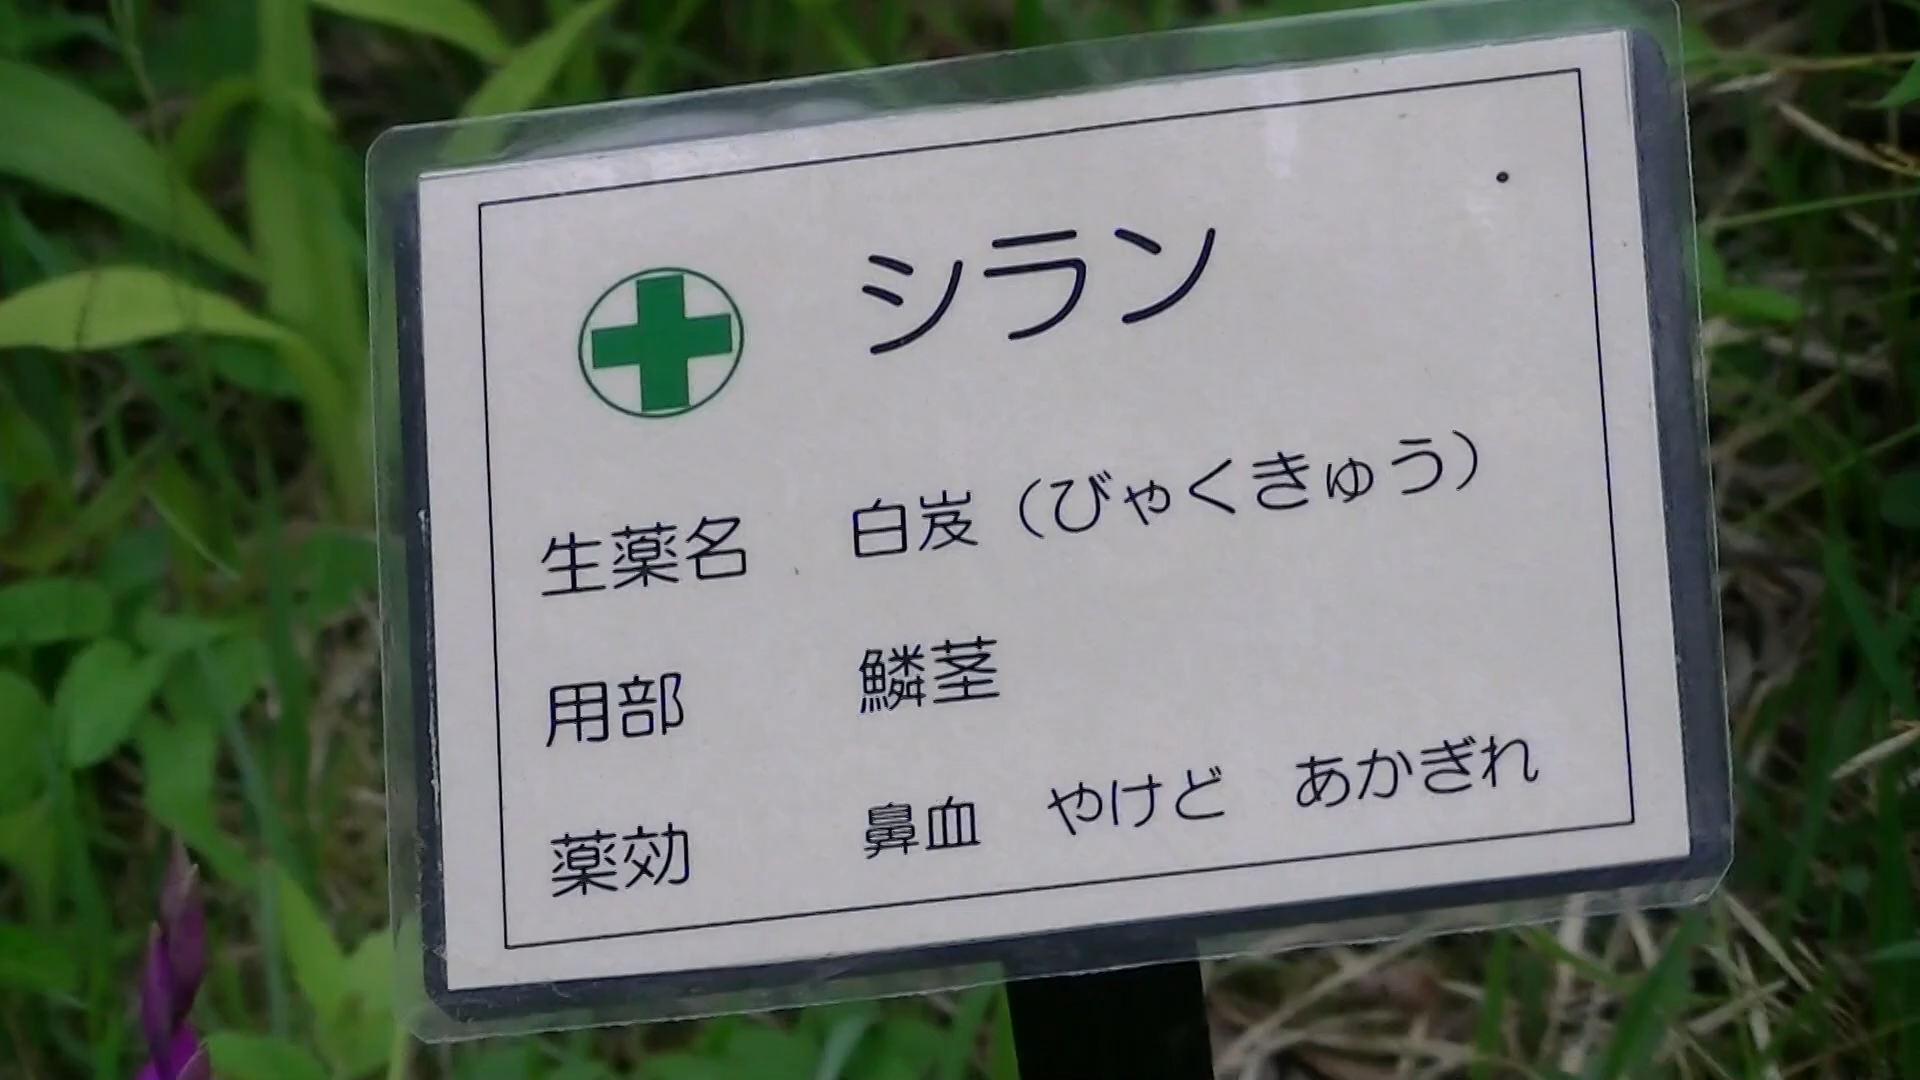 シラン
生薬名 白岌（びゃくきゅう）
用部 鱗茎
薬効 鼻血 やけど あかぎれ